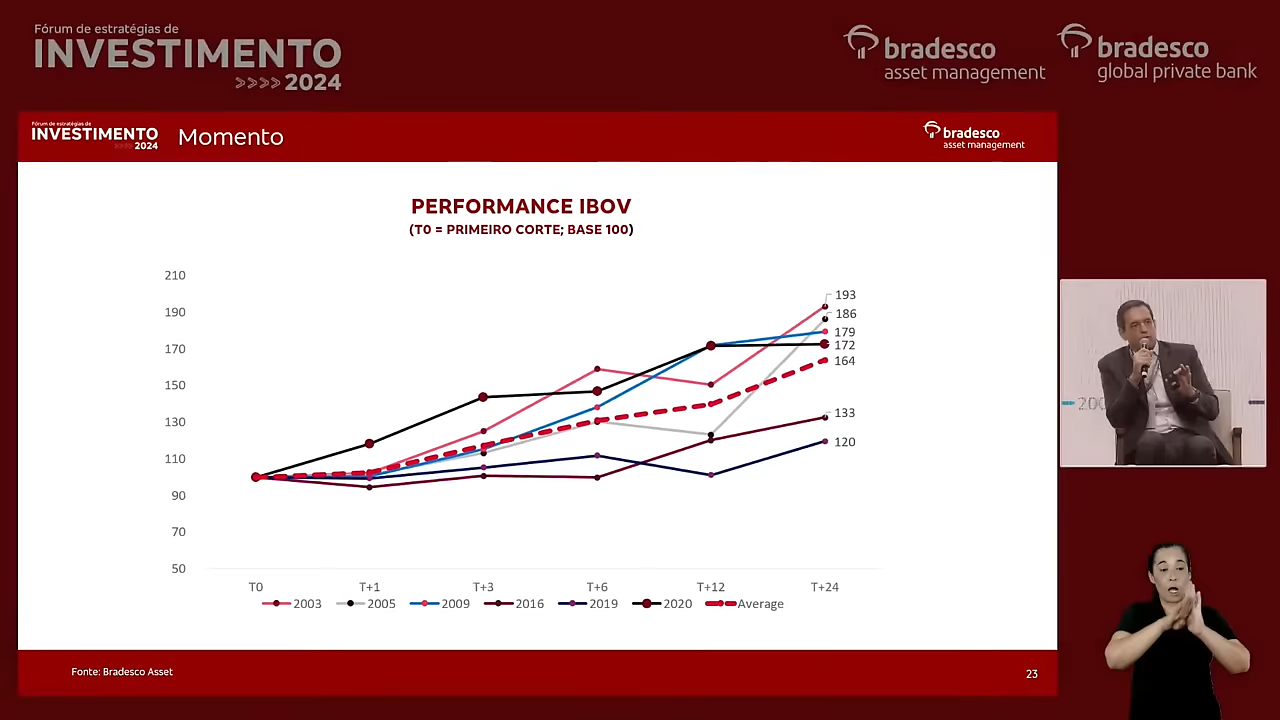 Fórum de estratégias de
INVESTIMENTO
>>>> 2024
bradesco
asset management
bradesco
global private bank
Fórum de estratégias de
INVESTIMENTO
>>>> 2024
Momento
bradesco
asset management
PERFORMANCE IBOV
(T0 = PRIMEIRO CORTE; BASE 100)
210
190
170
150
130
110
90
70
50
193
186
179
172
164
133
120
T0 T+1 T+3 T+6 T+12 T+24
2003 2005 2009 2016 2019 2020 Average
Fonte: Bradesco Asset
23
200